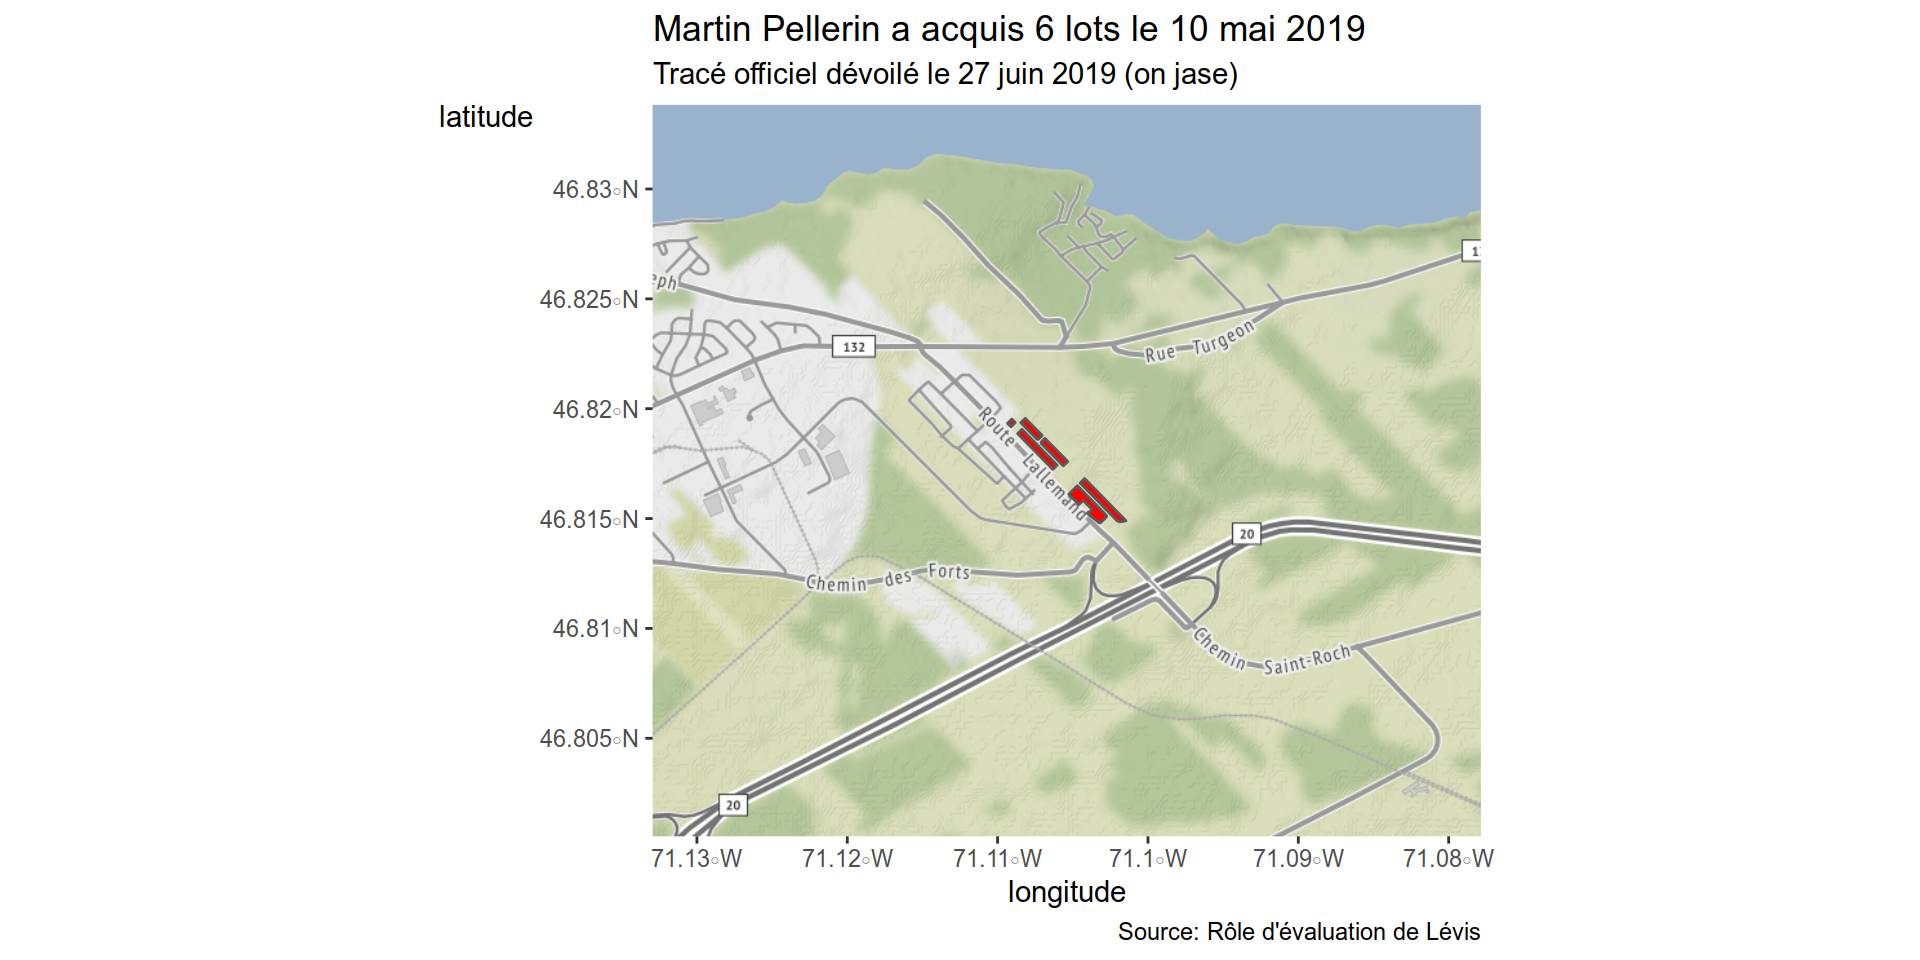 Martin Pellerin a acquis 6 lots le 10 mai 2019
Tracé officiel dévoilé le 27 juin 2019 (on jase)
latitude
46.83◦N
46.825◦N
46.82◦N
46.815◦N
46.81◦N
46.805◦N
eph
132
Rue Turgeon
Route Lallemand
20
Chemin des Forts
Chemin Saint-Roch
20
71.13◦W
71.12◦W
71.11◦W
71.1◦W
71.09◦W
71.08◦W
longitude
Source: Rôle d'évaluation de Lévis